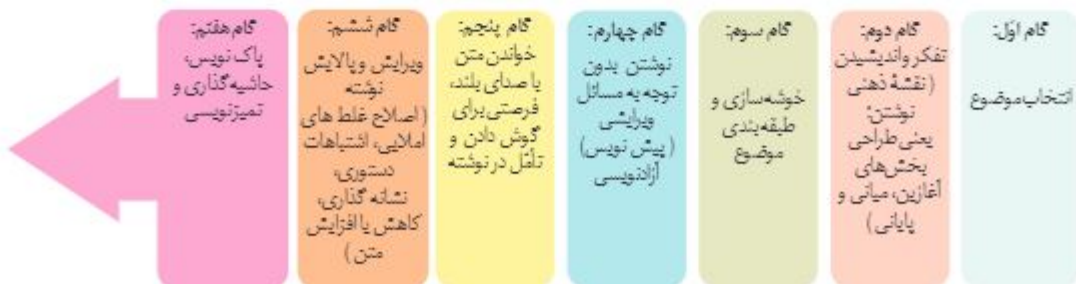 گام اوّل:
انتخاب موضوع
گام دوم:
تفکر و اندیشیدن
( نقشهٔ ذهنی
نوشتن؛
یعنی طراحی
بخش‌های
آغازین، میانی و
پایانی )
گام سوم:
خوشه‌سازی و
طبقه‌بندی
موضوع
گام چهارم:
نوشتن بدون
توجه به مسائل
ویرایشی
( پیش نویس)
آزادنویسی
گام پنجم:
خواندن متن
با صدای بلند،
فرصتی برای
گوش دادن و
تأمّل در نوشته
گام ششم:
ویرایش و پالایش
نوشته
( اصلاح غلط های
املایی، اشتباهات
دستوری،
نشانه گذاری،
کاهش یا افزایش
متن )
گام هفتم:
پاک نویس،
حاشیه گذاری و
تمیزنویسی